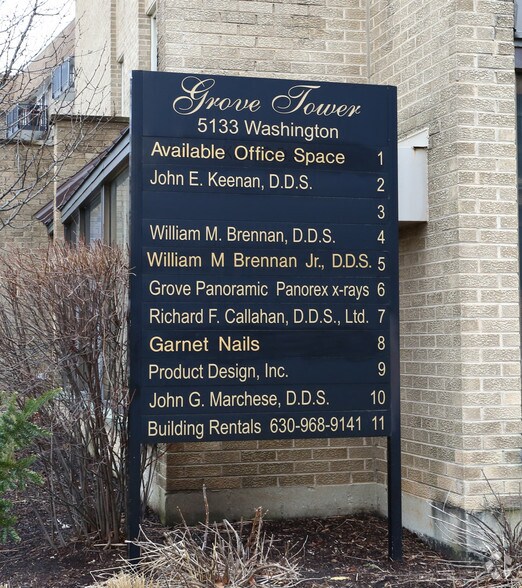 Grove Tower
5133 Washington
Available Office Space 1
John E. Keenan, D.D.S. 2
3
William M. Brennan, D.D.S. 4
William M Brennan Jr., D.D.S. 5
Grove Panoramic Panorex x-rays 6
Richard F. Callahan, D.D.S., Ltd. 7
Garnet Nails 8
Product Design, Inc. 9
John G. Marchese, D.D.S. 10
Building Rentals 630-968-9141 11